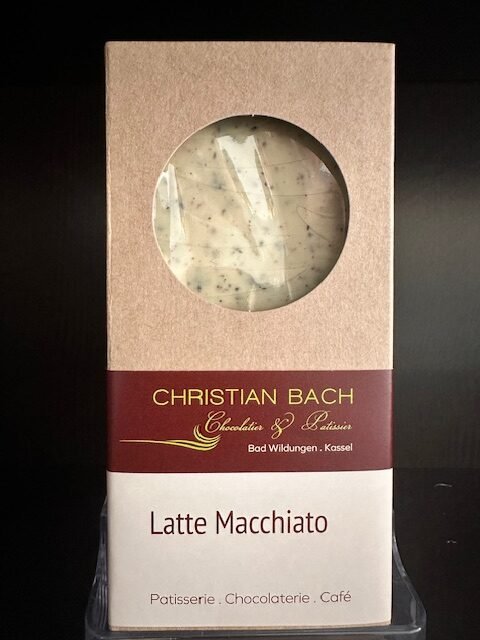 CHRISTIAN BACH
Chocolatier & Patissier
Bad Wildungen . Kassel
Latte Macchiato
Patisserie . Chocolaterie . Café